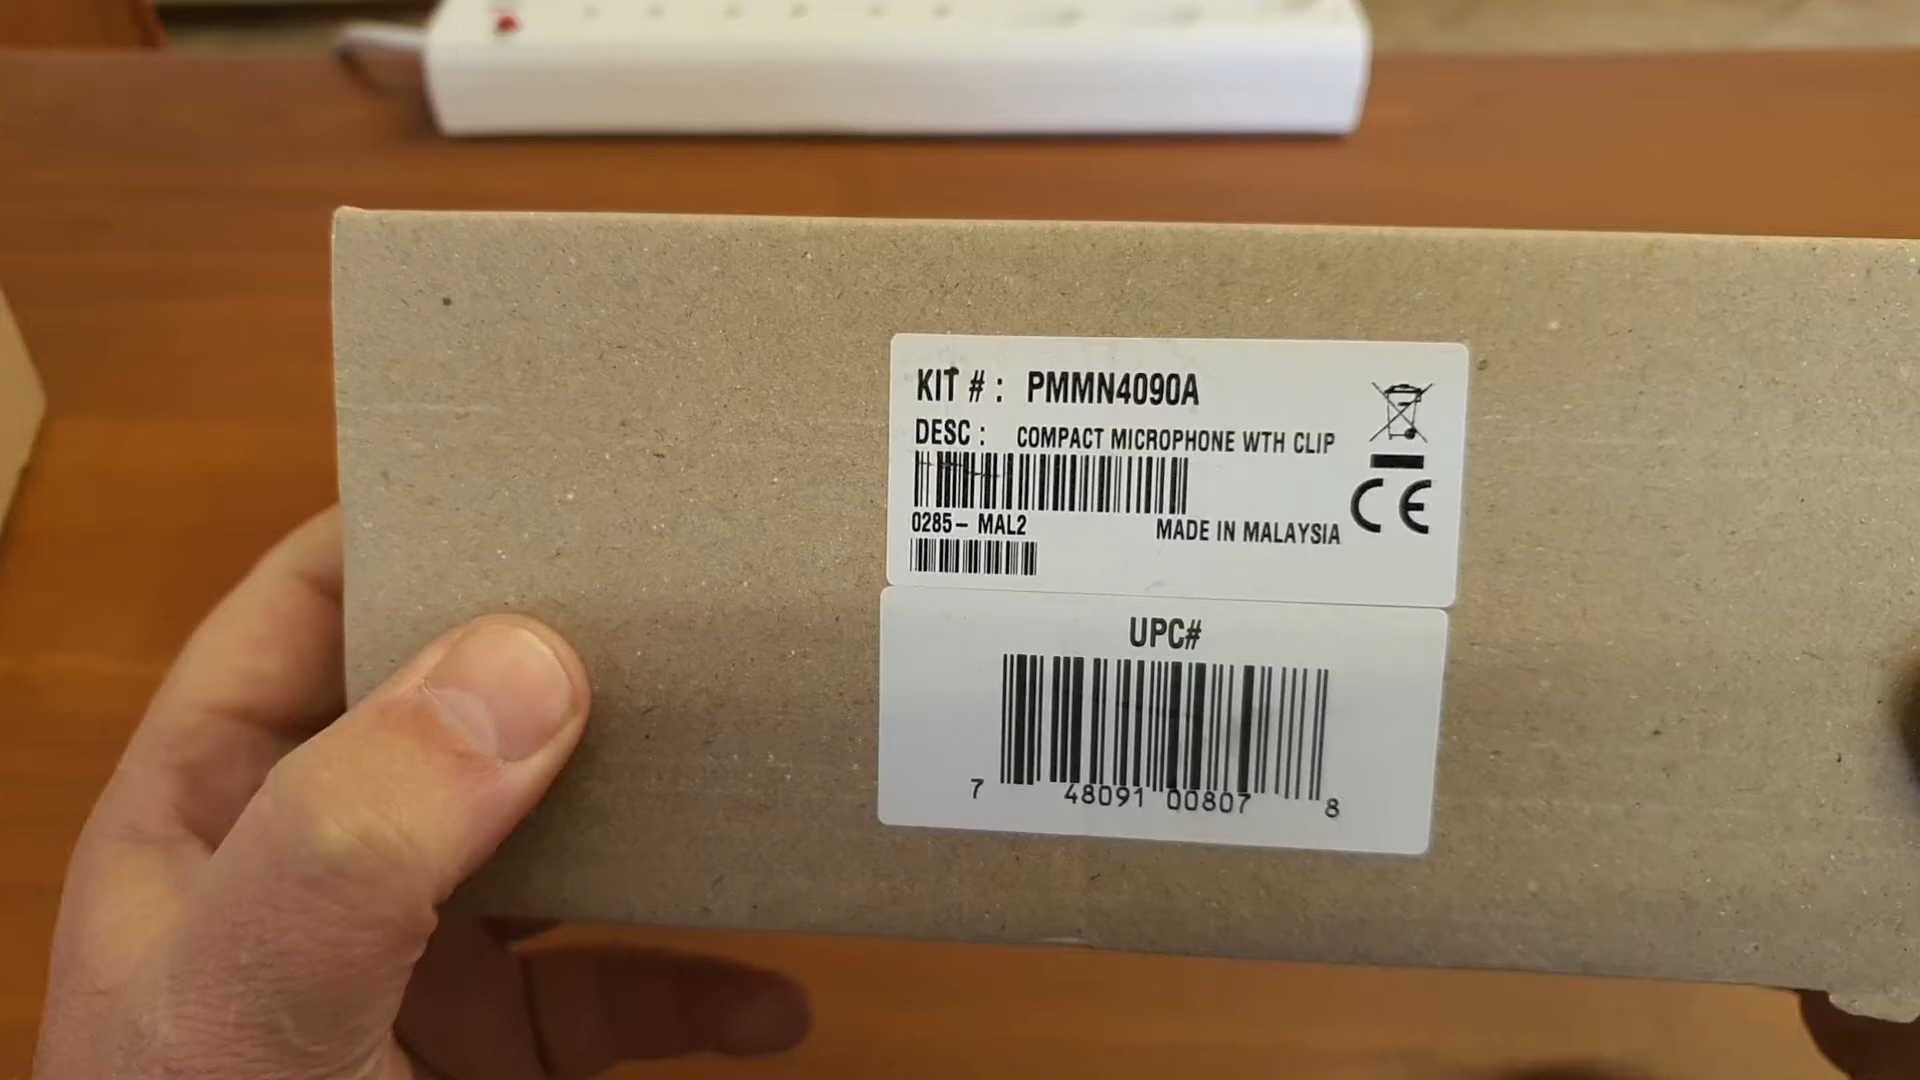 KIT # : PMMN4090A
DESC : COMPACT MICROPHONE WTH CLIP
0285- MAL2 MADE IN MALAYSIA
CE
UPC#
7 48091 00807 8